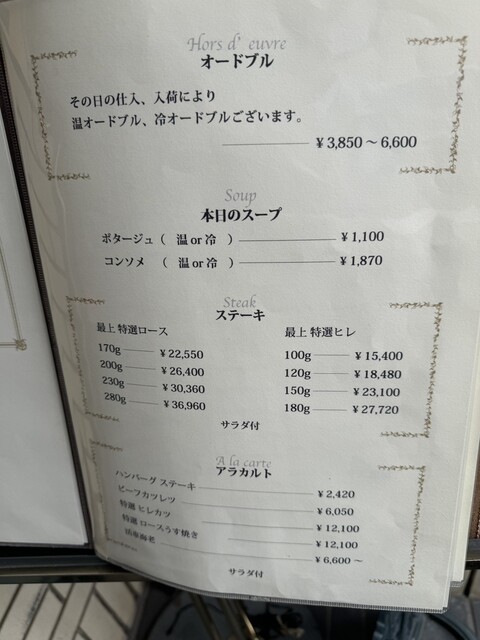 Hors d' euvre
オードブル
その日の仕入、入荷により
温オードブル、冷オードブルございます。
¥3,850～6,600
Soup
本日のスープ
ポタージュ（ 温 or 冷 ） ¥1,100
コンソメ （ 温 or 冷 ） ¥1,870
Steak
ステーキ
最上 特選ロース
170g ¥22,550
200g ¥26,400
230g ¥30,360
280g ¥36,960
最上 特選ヒレ
100g ¥15,400
120g ¥18,480
150g ¥23,100
180g ¥27,720
サラダ付
A la carte
アラカルト
ハンバーグ ステーキ ¥2,420
ビーフカツレツ ¥6,050
特選 ヒレカツ ¥12,100
特選 ロースうす焼き ¥12,100
活車海老 ¥6,600～
サラダ付